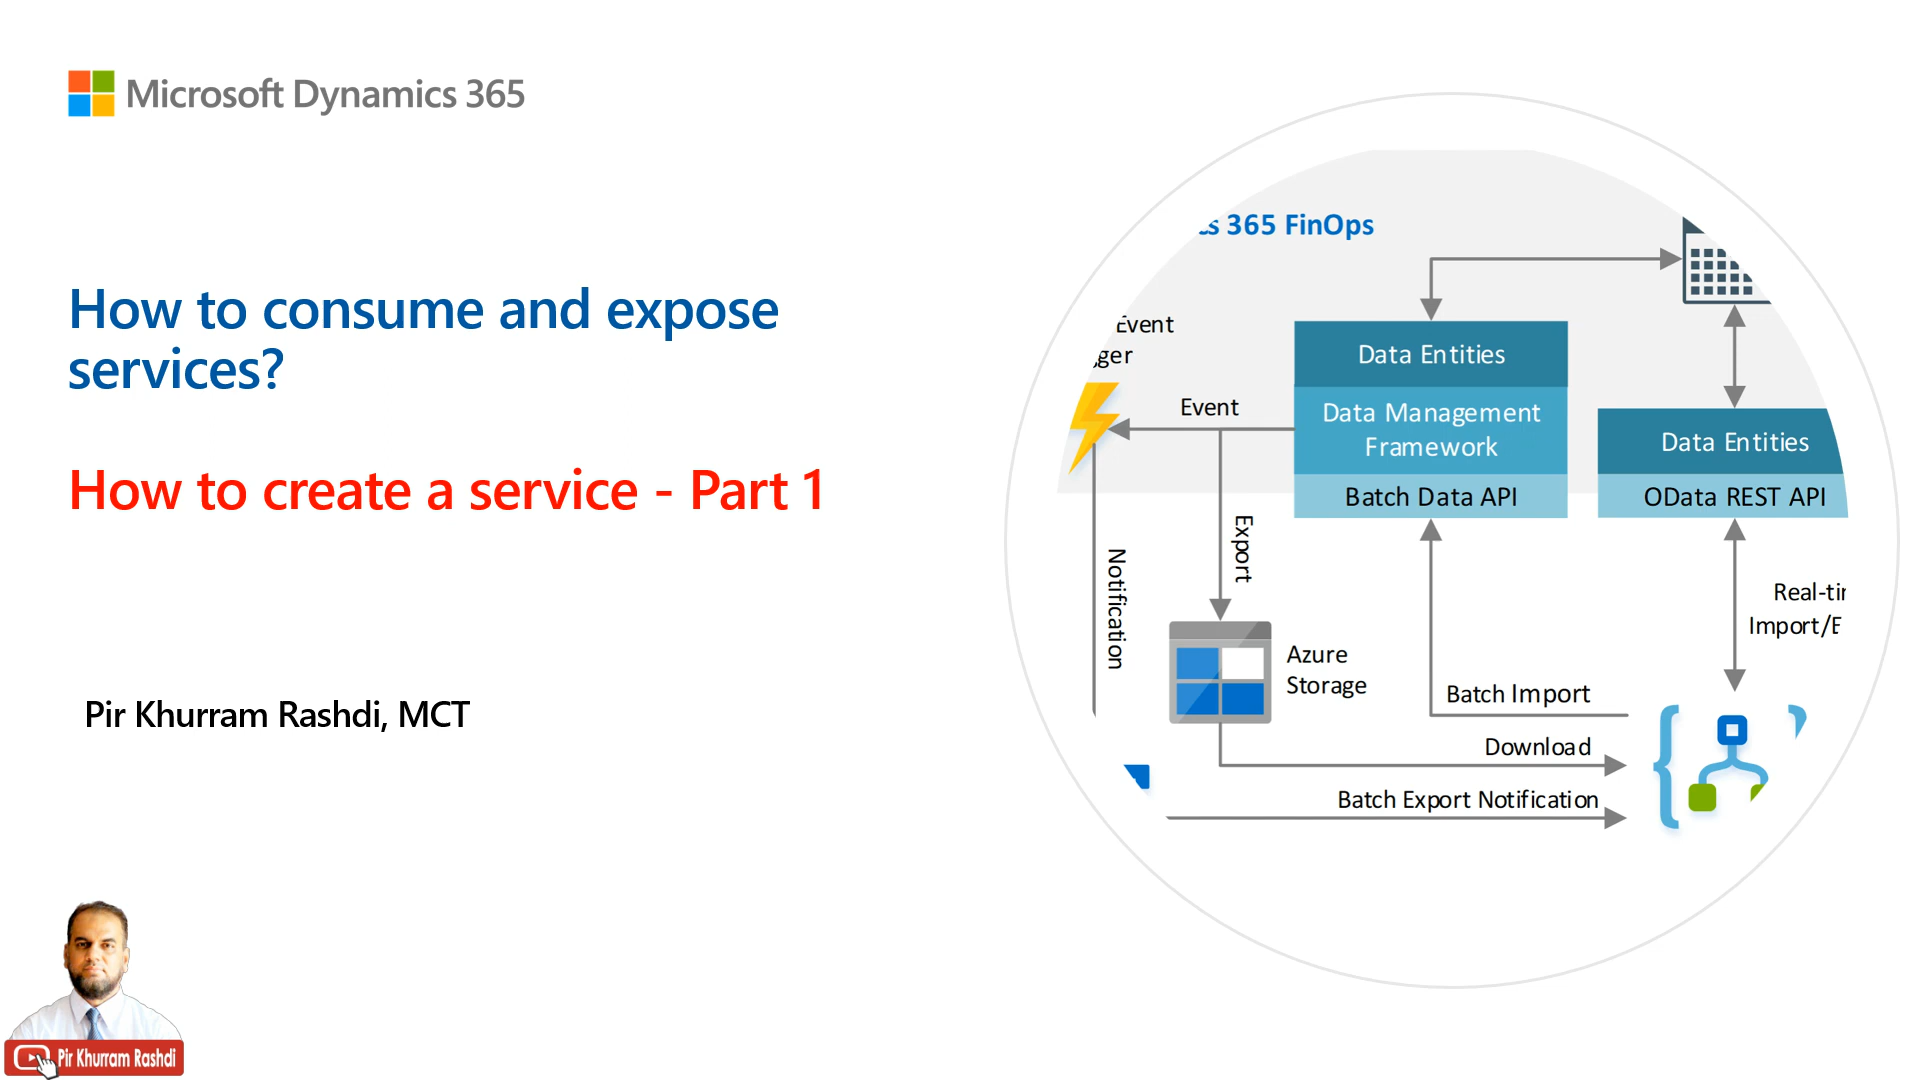 Microsoft Dynamics 365
How to consume and expose
services?
How to create a service - Part 1
Pir Khurram Rashdi, MCT
Pir Khurram Rashdi
365 FinOps
Event
Event
Data Entities
Data Management
Framework
Batch Data API
Data Entities
OData REST API
Export
Notification
Azure
Storage
Batch Import
Download
Batch Export Notification